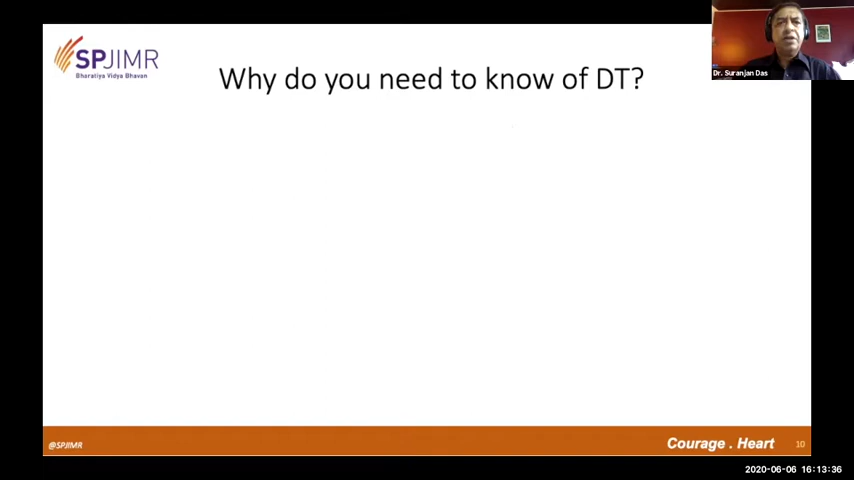 SPJIMR
Bharatiya Vidya Bhavan
Why do you need to know of DT?
Dr. Suranjan Das
@SPJIMR
Courage . Heart
10
2020-06-06 16:13:36